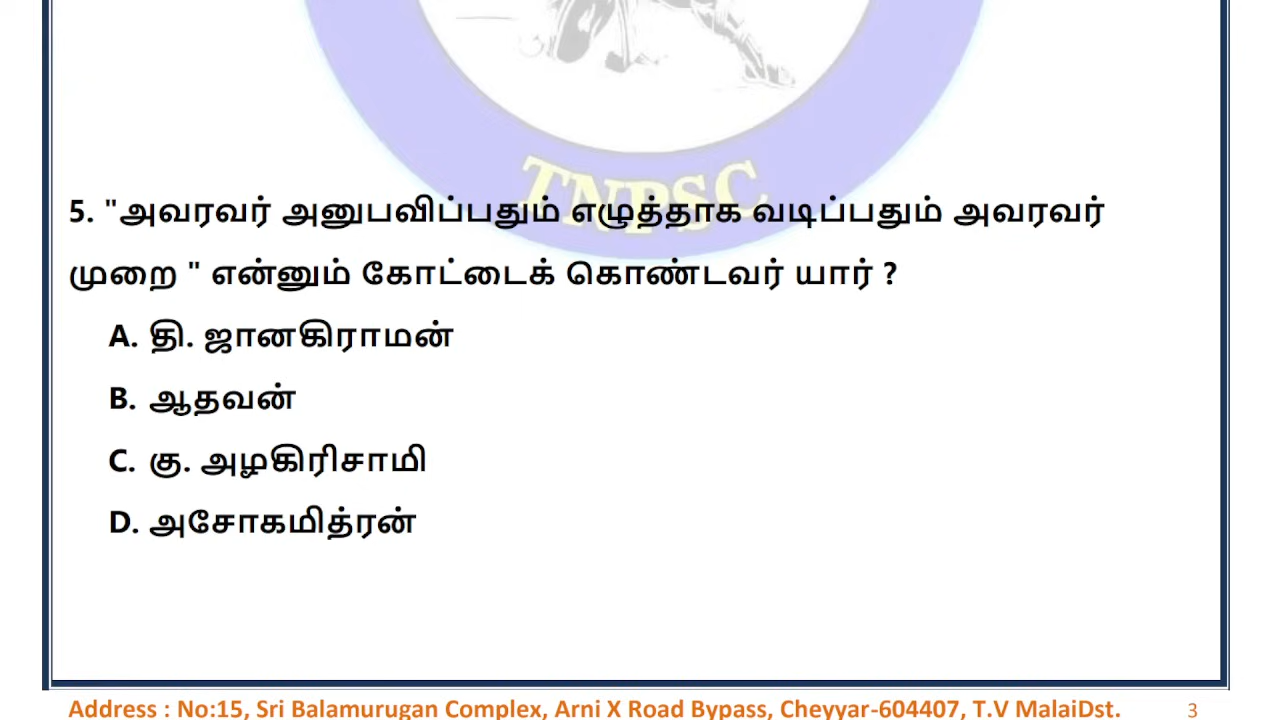 TNPSC
5. "அவரவர் அனுபவிப்பதும் எழுத்தாக வடிப்பதும் அவரவர்
முறை " என்னும் கோட்டைக் கொண்டவர் யார் ?
A. தி. ஜானகிராமன்
B. ஆதவன்
C. கு. அழகிரிசாமி
D. அசோகமித்ரன்
Address : No:15, Sri Balamurugan Complex, Arni X Road Bypass, Cheyyar-604407, T.V MalaiDst. 3